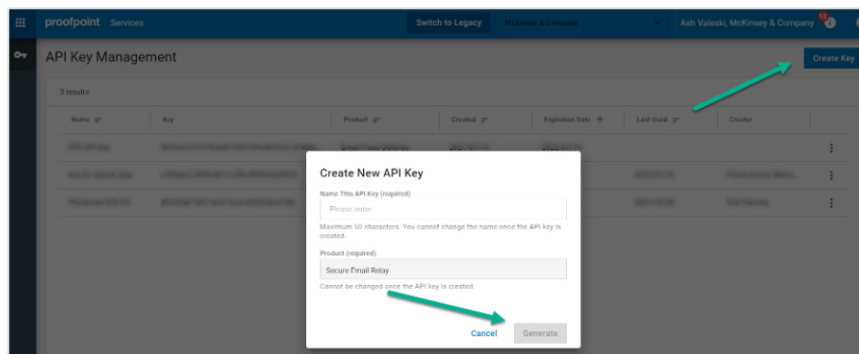 proofpoint. Services
Switch to Legacy
McKinsey & Company
Ash Valeski, McKinsey & Company
API Key Management
Create Key
3 results
Name
Key
Product
Created
Expiration Date
Last Used
Creator
Create New API Key
Name This API Key (required)
Please enter
Maximum 50 characters. You cannot change the name once the API key is
created.
Product (required)
Secure Email Relay
Cannot be changed once the API key is created.
Cancel
Generate